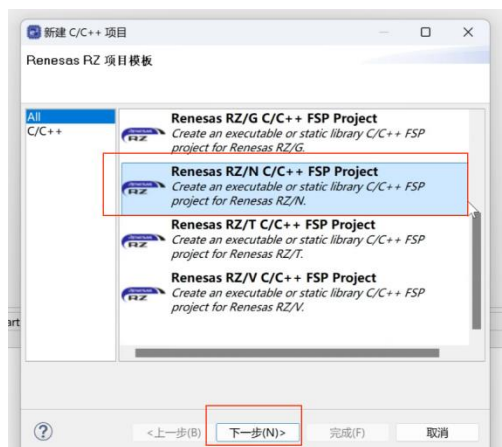 新建 C/C++ 项目
Renesas RZ 项目模板
All
C/C++
Renesas RZ/G C/C++ FSP Project
Create an executable or static library C/C++ FSP
project for Renesas RZ/G.
Renesas RZ/N C/C++ FSP Project
Create an executable or static library C/C++ FSP
project for Renesas RZ/N.
Renesas RZ/T C/C++ FSP Project
Create an executable or static library C/C++ FSP
project for Renesas RZ/T.
Renesas RZ/V C/C++ FSP Project
Create an executable or static library C/C++ FSP
project for Renesas RZ/V.
art
<上一步(B) 下一步(N)> 完成(F) 取消